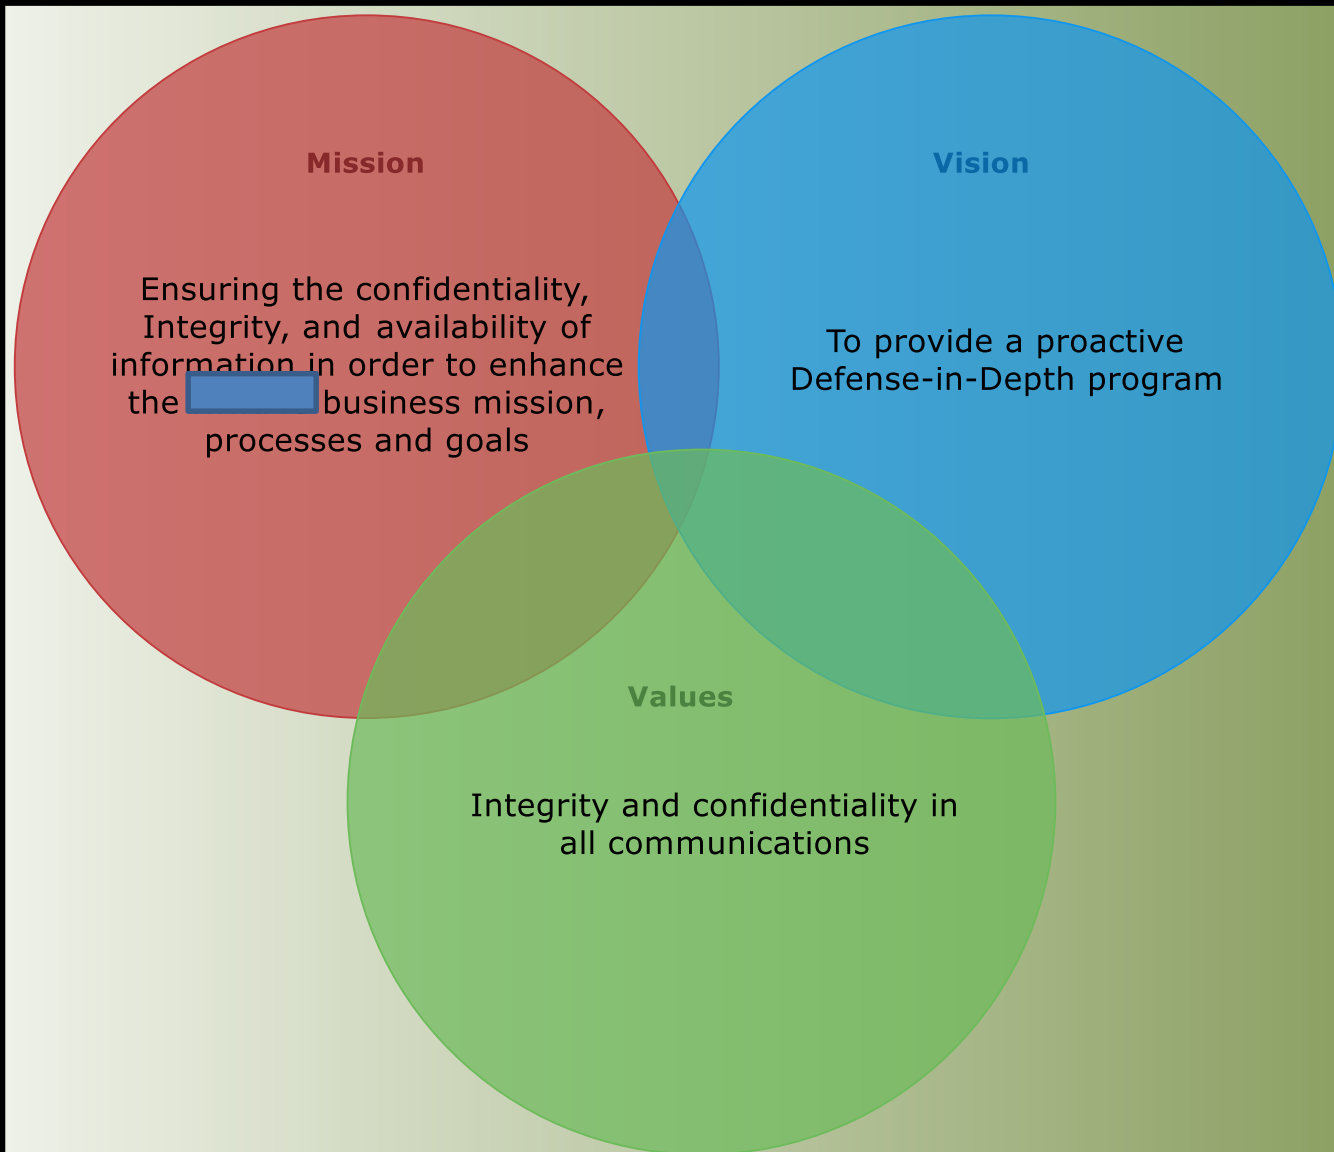 Mission
Ensuring the confidentiality,
Integrity, and availability of
information in order to enhance
the business mission,
processes and goals
Vision
To provide a proactive
Defense-in-Depth program
Values
Integrity and confidentiality in
all communications